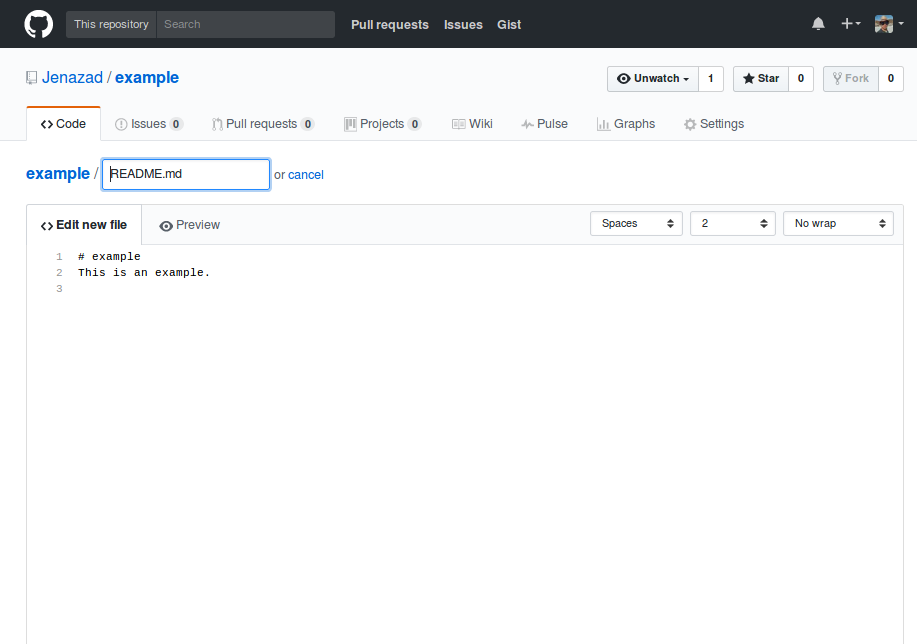 This repository Search Pull requests Issues Gist
Jenazad / example Unwatch 1 Star 0 Fork 0
Code Issues 0 Pull requests 0 Projects 0 Wiki Pulse Graphs Settings
example / README.md or cancel
Edit new file Preview Spaces 2 No wrap
1 # example
2 This is an example.
3